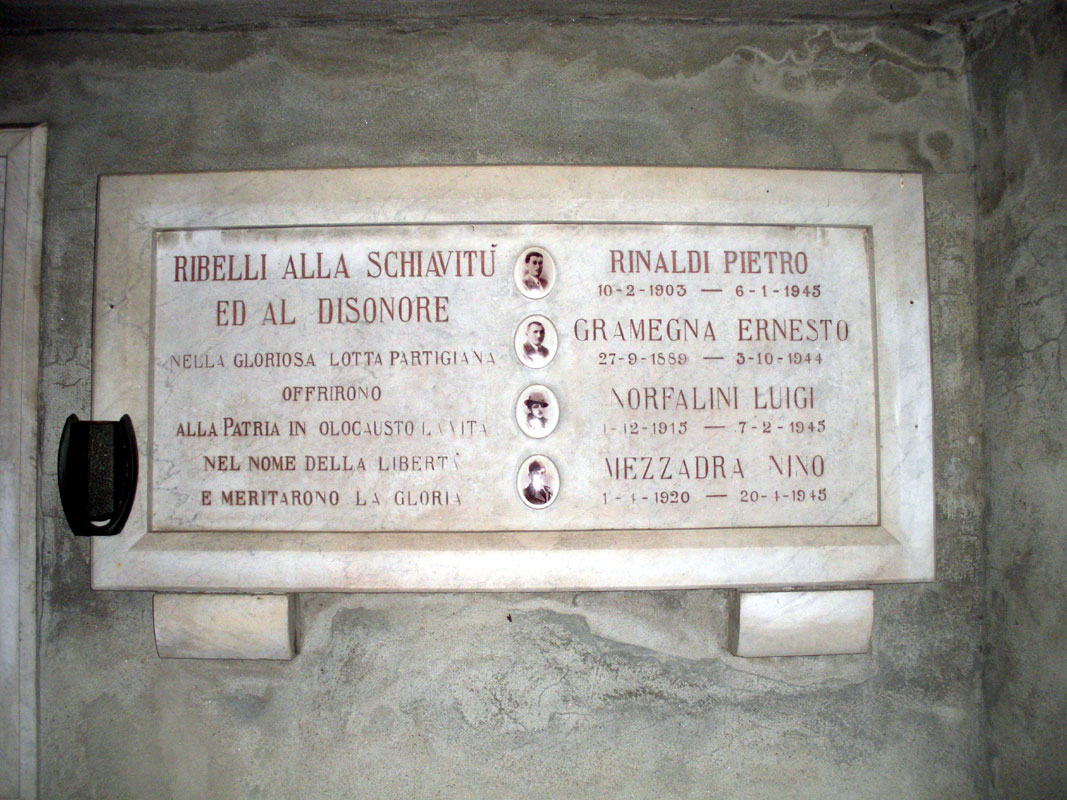 RIBELLI ALLA SCHIAVITÙ
ED AL DISONORE
NELLA GLORIOSA LOTTA PARTIGIANA
OFFRIRONO
ALLA PATRIA IN OLOCAUSTO LA VITA
NEL NOME DELLA LIBERTÀ
E MERITARONO LA GLORIA
RINALDI PIETRO
10-2-1903 — 6-1-1945
GRAMEGNA ERNESTO
27-9-1889 — 3-10-1944
NORFALINI LUIGI
1-12-1915 — 7-2-1945
MEZZADRA NINO
1-4-1920 — 20-4-1945